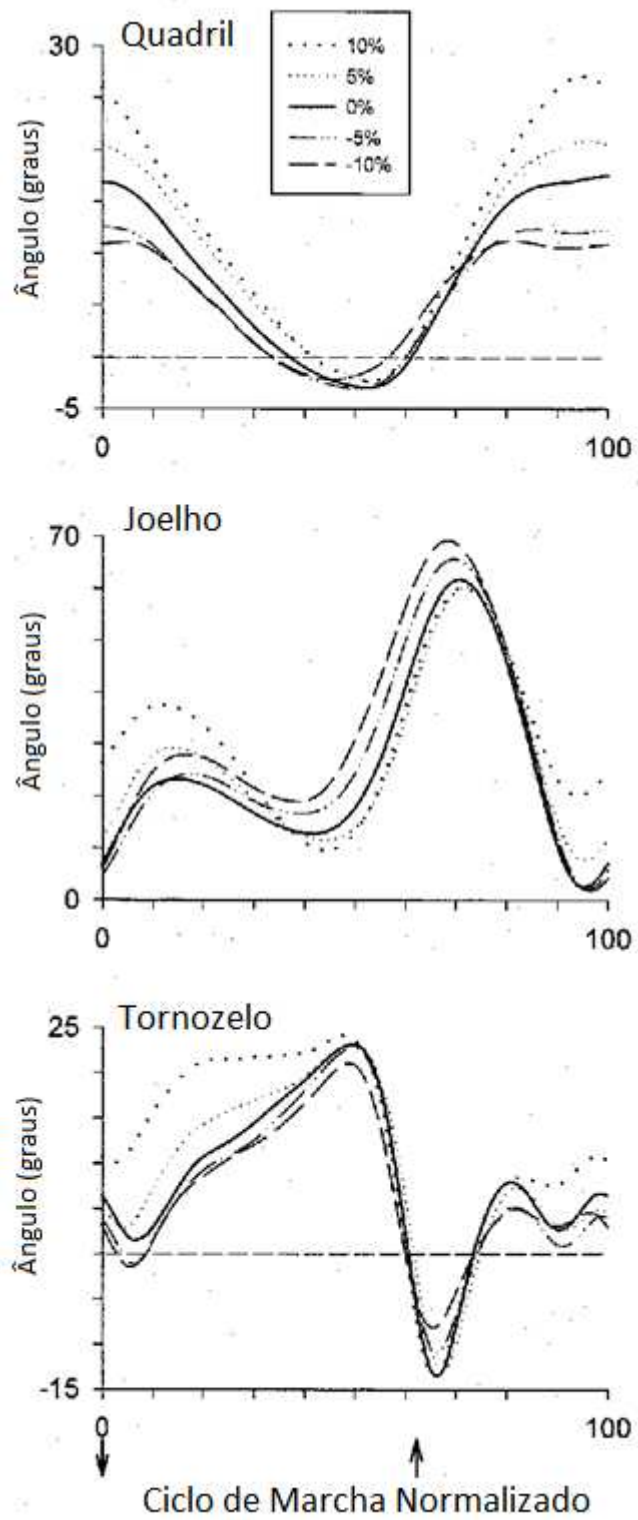 Quadril
30
10%
5%
0%
-5%
-10%
Ângulo (graus)
-5
0
100
Joelho
70
Ângulo (graus)
0
0
100
Tornozelo
25
Ângulo (graus)
-15
0
100
Ciclo de Marcha Normalizado